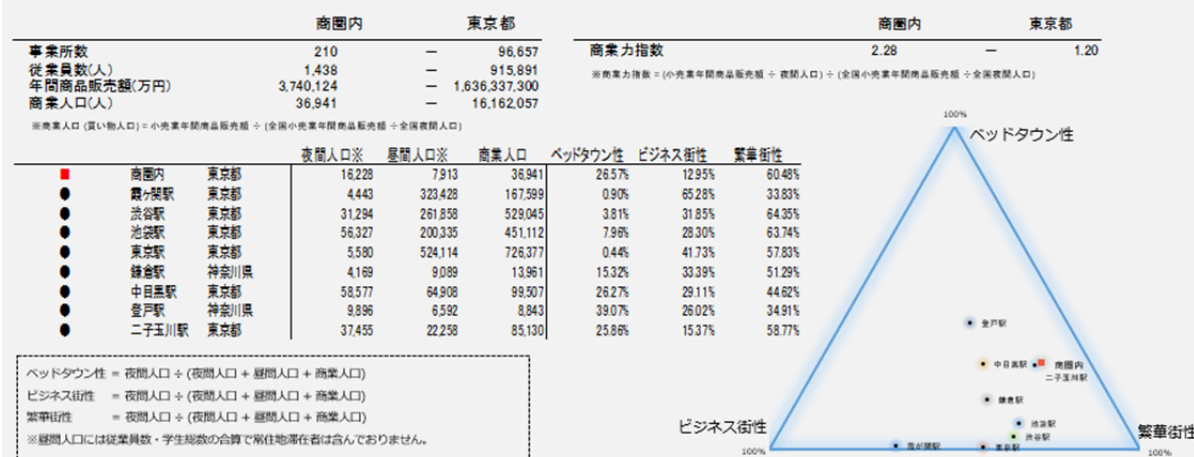 商圏内 東京都
事業所数 210 － 96,657
従業員数(人) 1,438 － 915,891
年間商品販売額(万円) 3,740,124 － 1,636,337,300
商業人口(人) 36,941 － 16,162,057
※商業人口 (買い物人口) = 小売業年間商品販売額 ÷ (全国小売業年間商品販売額 ÷全国夜間人口)
商圏内 東京都
商業力指数 2.28 － 1.20
※商業力指数 = (小売業年間商品販売額 ÷ 夜間人口) ÷ (全国小売業年間商品販売額 ÷全国夜間人口)
夜間人口※ 昼間人口※ 商業人口 ベッドタウン性 ビジネス街性 繁華街性
商圏内 東京都 16,228 7,913 36,941 26.57% 12.95% 60.48%
霞ヶ関駅 東京都 4,443 323,428 167,599 0.90% 65.28% 33.83%
渋谷駅 東京都 31,294 261,858 529,045 3.81% 31.85% 64.35%
池袋駅 東京都 56,327 200,335 451,112 7.96% 28.30% 63.74%
東京駅 東京都 5,580 524,114 726,377 0.44% 41.73% 57.83%
鎌倉駅 神奈川県 4,169 9,089 13,961 15.32% 33.39% 51.29%
中目黒駅 東京都 58,577 64,908 99,507 26.27% 29.11% 44.62%
登戸駅 神奈川県 9,896 6,592 8,843 39.07% 26.02% 34.91%
二子玉川駅 東京都 37,455 22,258 85,130 25.86% 15.37% 58.77%
ベッドタウン性 = 夜間人口 ÷ (夜間人口 + 昼間人口 + 商業人口)
ビジネス街性 = 夜間人口 ÷ (夜間人口 + 昼間人口 + 商業人口)
繁華街性 = 夜間人口 ÷ (夜間人口 + 昼間人口 + 商業人口)
※昼間人口には従業員数・学生総数の合算で常住地滞在者は含んでおりません。
100%
ベッドタウン性
登戸駅
中目黒駅 商圏内
二子玉川駅
鎌倉駅
池袋駅
渋谷駅
霞が関駅 東京駅
ビジネス街性 繁華街性
100% 100%